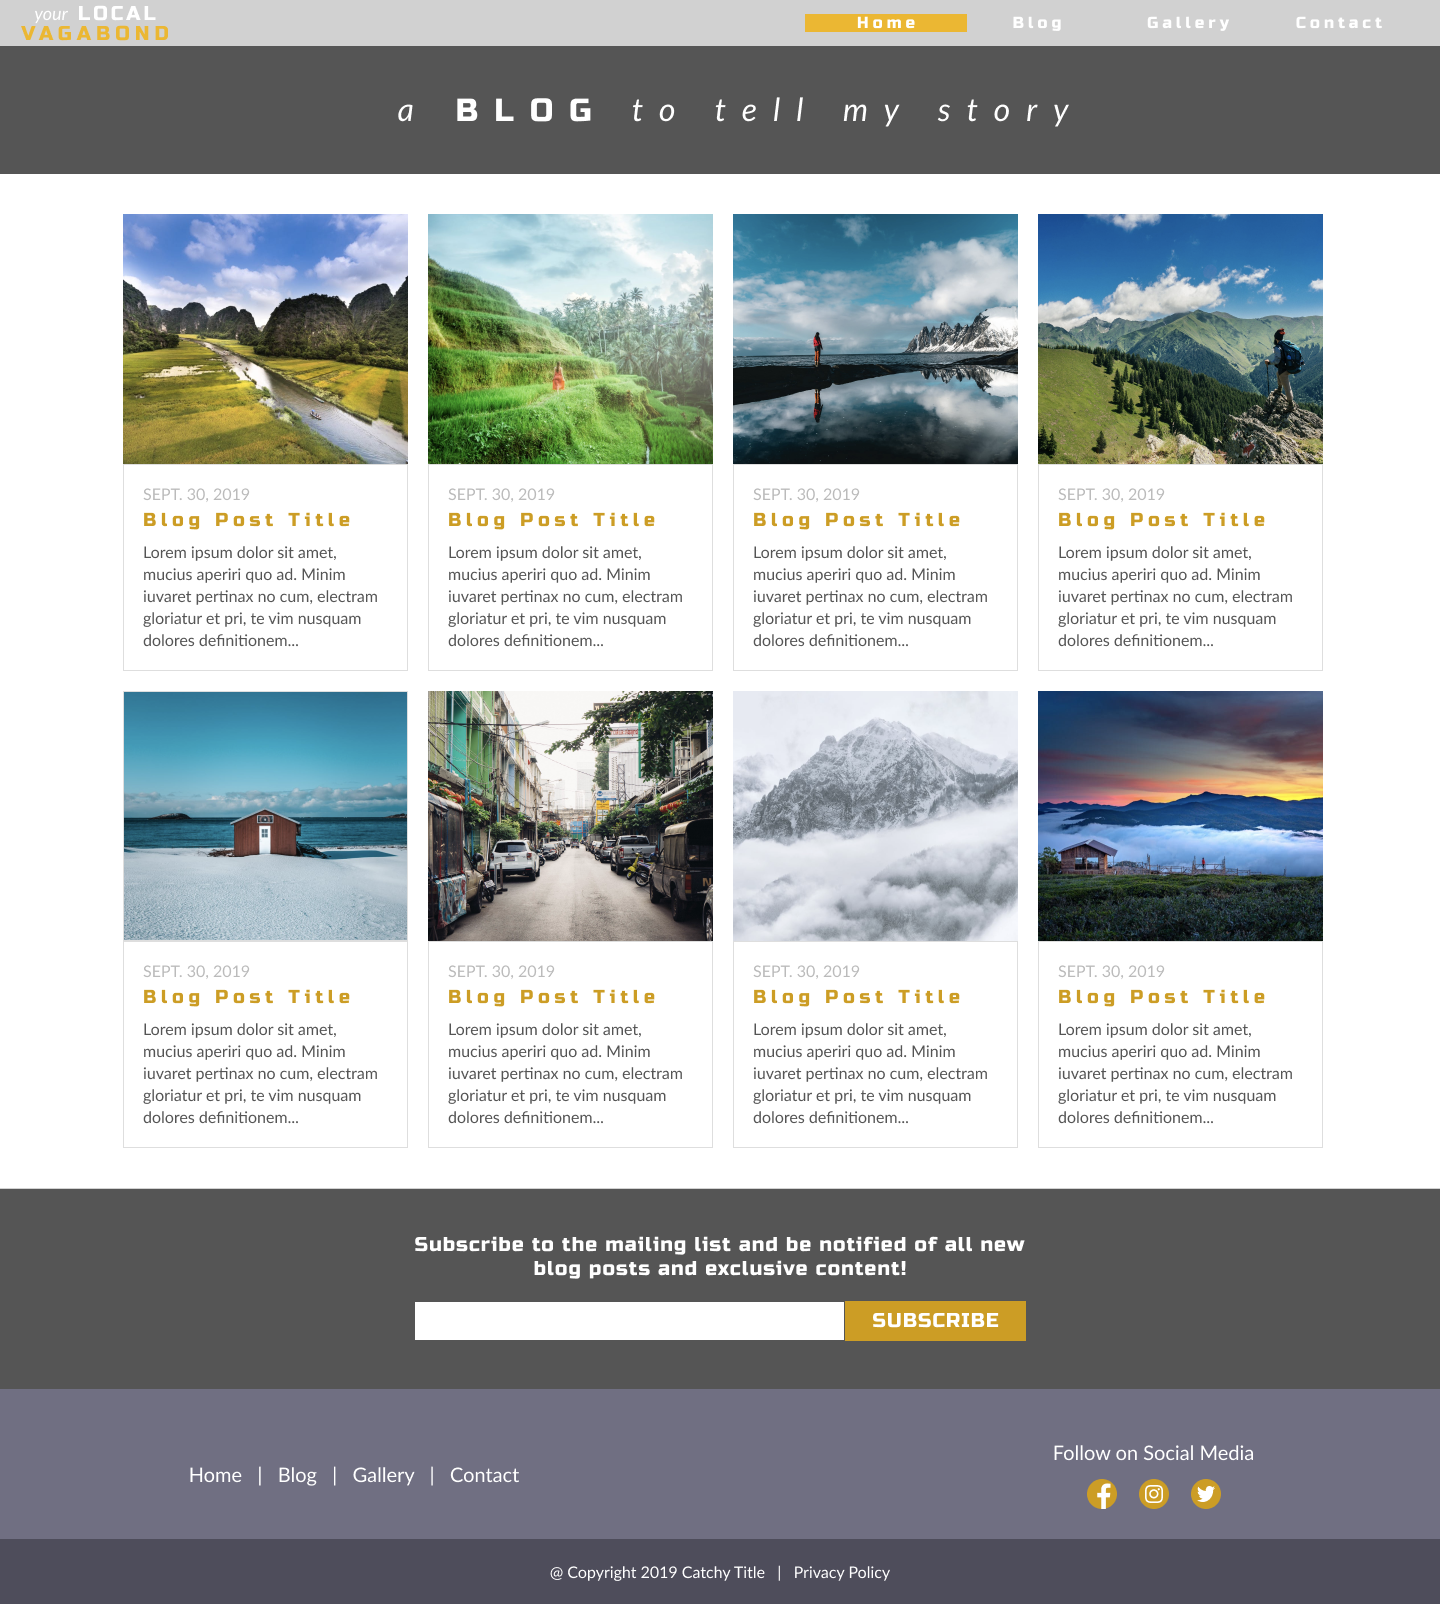 your LOCAL
VAGABOND
Home Blog Gallery Contact
a BLOG to tell my story
SEPT. 30, 2019
Blog Post Title
Lorem ipsum dolor sit amet,
mucius aperiri quo ad. Minim
iuvaret pertinax no cum, electram
gloriatur et pri, te vim nusquam
dolores definitionem...
SEPT. 30, 2019
Blog Post Title
Lorem ipsum dolor sit amet,
mucius aperiri quo ad. Minim
iuvaret pertinax no cum, electram
gloriatur et pri, te vim nusquam
dolores definitionem...
SEPT. 30, 2019
Blog Post Title
Lorem ipsum dolor sit amet,
mucius aperiri quo ad. Minim
iuvaret pertinax no cum, electram
gloriatur et pri, te vim nusquam
dolores definitionem...
SEPT. 30, 2019
Blog Post Title
Lorem ipsum dolor sit amet,
mucius aperiri quo ad. Minim
iuvaret pertinax no cum, electram
gloriatur et pri, te vim nusquam
dolores definitionem...
SEPT. 30, 2019
Blog Post Title
Lorem ipsum dolor sit amet,
mucius aperiri quo ad. Minim
iuvaret pertinax no cum, electram
gloriatur et pri, te vim nusquam
dolores definitionem...
SEPT. 30, 2019
Blog Post Title
Lorem ipsum dolor sit amet,
mucius aperiri quo ad. Minim
iuvaret pertinax no cum, electram
gloriatur et pri, te vim nusquam
dolores definitionem...
SEPT. 30, 2019
Blog Post Title
Lorem ipsum dolor sit amet,
mucius aperiri quo ad. Minim
iuvaret pertinax no cum, electram
gloriatur et pri, te vim nusquam
dolores definitionem...
SEPT. 30, 2019
Blog Post Title
Lorem ipsum dolor sit amet,
mucius aperiri quo ad. Minim
iuvaret pertinax no cum, electram
gloriatur et pri, te vim nusquam
dolores definitionem...
Subscribe to the mailing list and be notified of all new
blog posts and exclusive content!
SUBSCRIBE
Home | Blog | Gallery | Contact
Follow on Social Media
@ Copyright 2019 Catchy Title | Privacy Policy